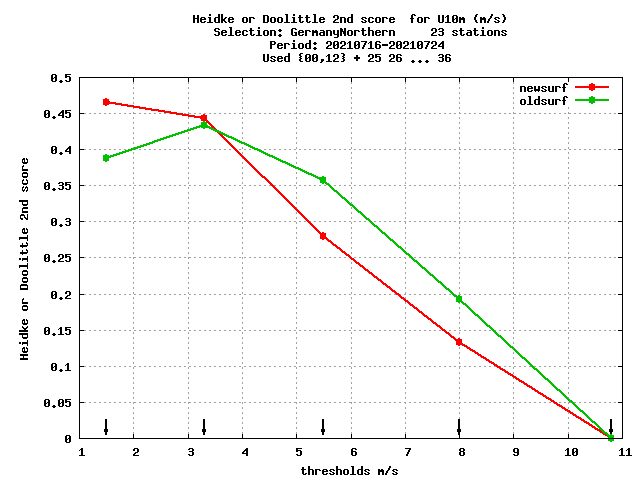 Heidke or Doolittle 2nd score  for U10m (m/s)
Selection: GermanyNorthern     23 stations
Period: 20210716-20210724
Used {00,12} + 25 26 ... 36
newsurf
oldsurf
Heidke or Doolittle 2nd score
0.5
0.45
0.4
0.35
0.3
0.25
0.2
0.15
0.1
0.05
0
1 2 3 4 5 6 7 8 9 10 11
thresholds m/s